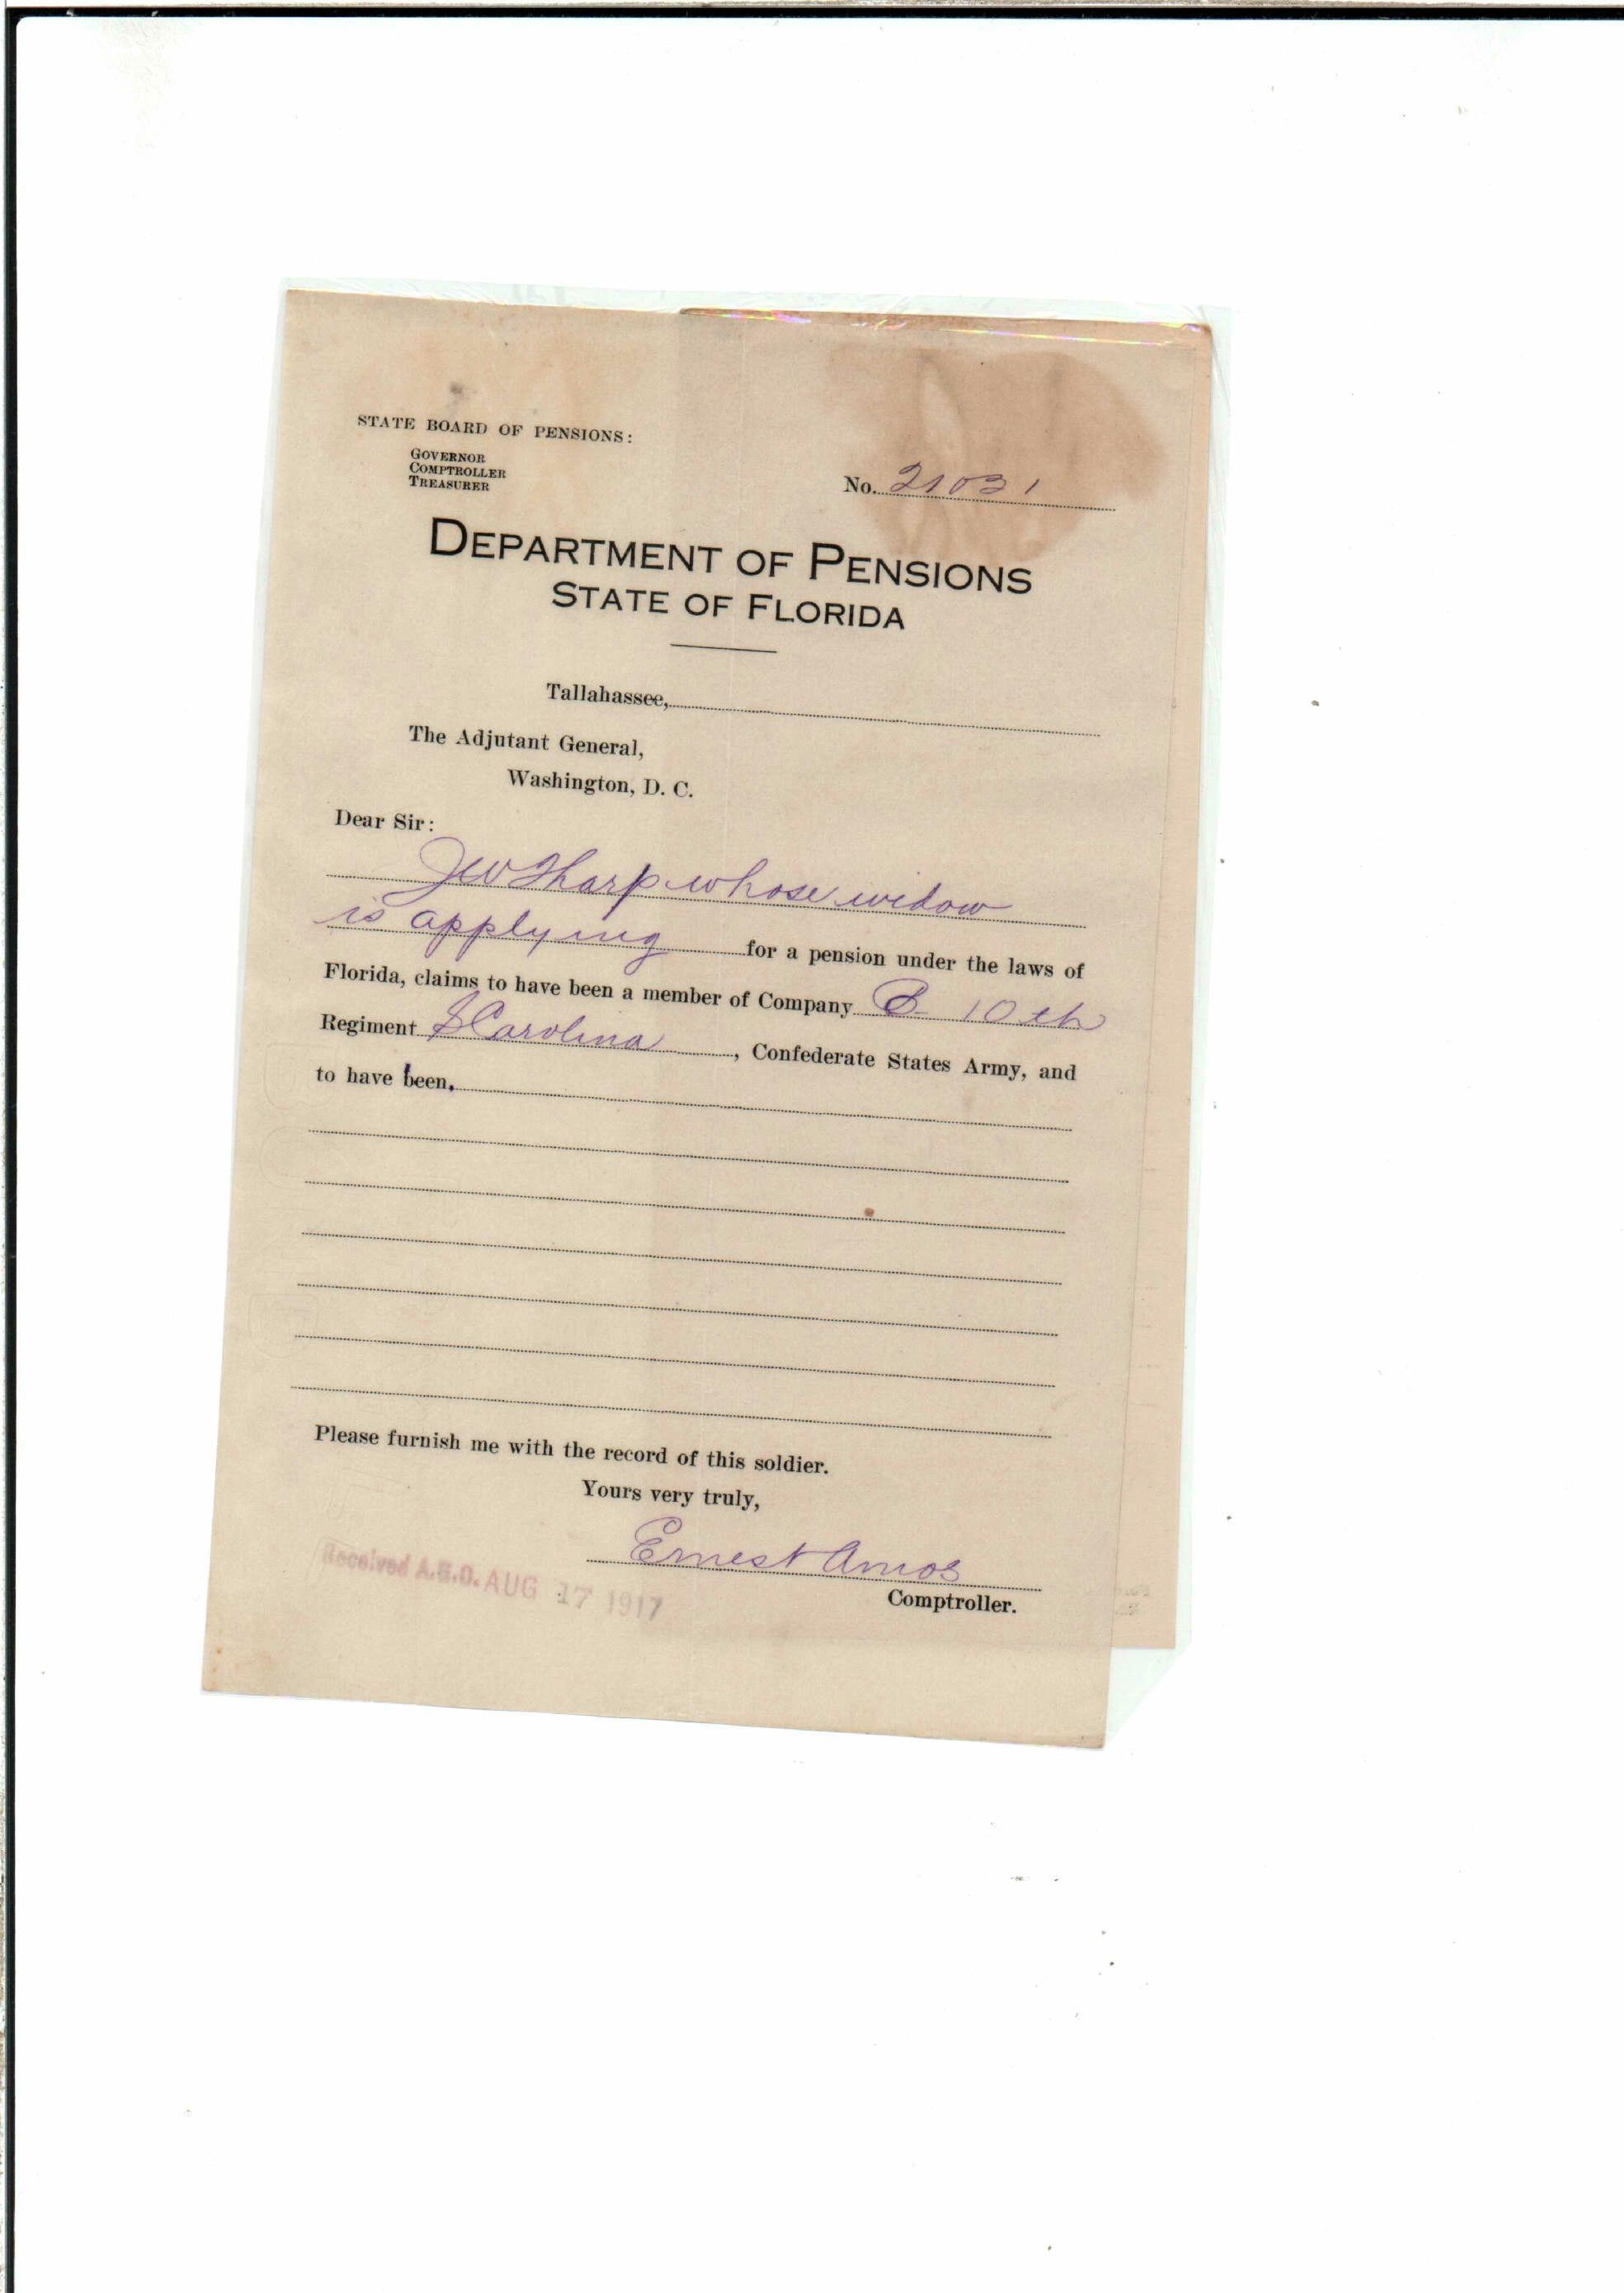 STATE BOARD OF PENSIONS:
GOVERNOR
COMPTROLLER
TREASURER
No. 21031
DEPARTMENT OF PENSIONS
STATE OF FLORIDA
Tallahassee,
The Adjutant General,
Washington, D. C.
Dear Sir:
JW Tharp whose widow
is applying for a pension under the laws of
Florida, claims to have been a member of Company B 10th
Regiment S Carolina, Confederate States Army, and
to have been
Please furnish me with the record of this soldier.
Yours very truly,
Ernest Amos
Comptroller.
Received A.G.O. AUG 17 1917